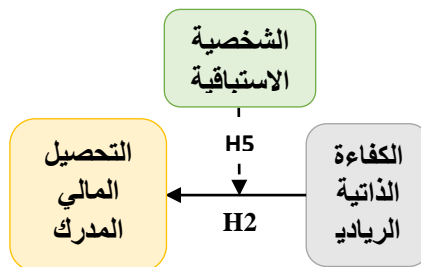 الشخصية
الاستباقية
H5
الكفاءة
الذاتية
الريادي
H2
التحصيل
المالي
المدرك